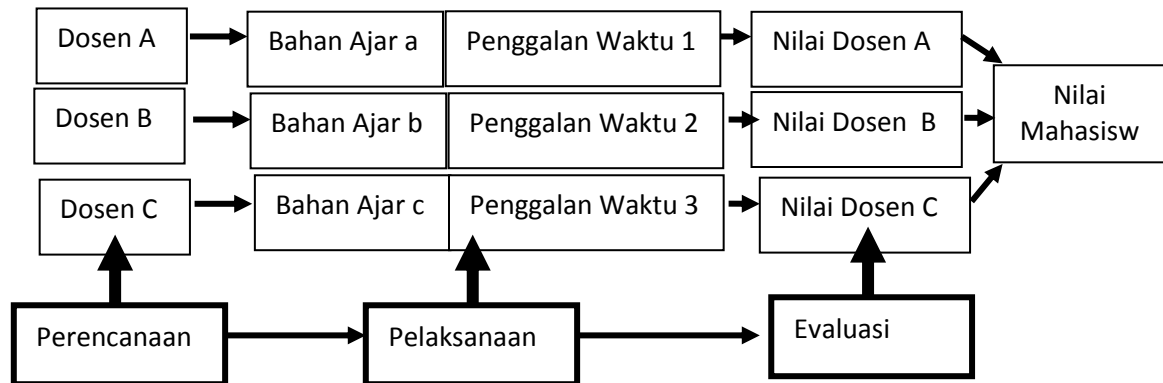 Dosen A
Bahan Ajar a
Penggalan Waktu 1
Nilai Dosen A
Dosen B
Bahan Ajar b
Penggalan Waktu 2
Nilai Dosen  B
Nilai
Mahasisw
Dosen C
Bahan Ajar c
Penggalan Waktu 3
Nilai Dosen C
Perencanaan
Pelaksanaan
Evaluasi